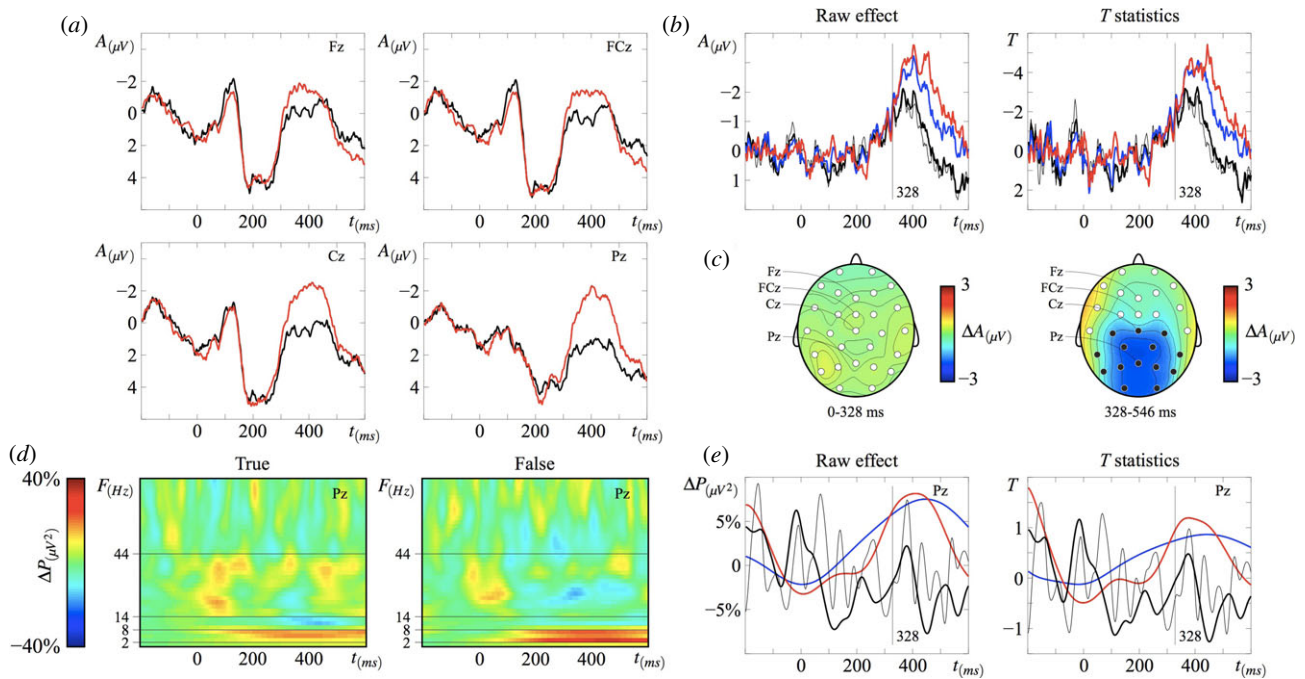 (a)
A(μV)
Fz
−2
0
2
4
0 200 400 t(ms)
A(μV)
FCz
−2
0
2
4
0 200 400 t(ms)
A(μV)
Cz
−2
0
2
4
0 200 400 t(ms)
A(μV)
Pz
−2
0
2
4
0 200 400 t(ms)
(b)
Raw effect
A(μV)
−2
−1
0
1
328
0 200 400 t(ms)
T statistics
T
−4
−2
0
2
328
0 200 400 t(ms)
(c)
Fz
FCz
Cz
Pz
3
ΔA(μV)
−3
0-328 ms
Fz
FCz
Cz
Pz
3
ΔA(μV)
−3
328-546 ms
(d)
40%
ΔP(μV²)
−40%
True
F(Hz)
Pz
44
14
8
2
0 200 400
False
Pz
0 200 400 t(ms)
(e)
Raw effect
ΔP(μV²)
Pz
5%
0
−5%
328
0 200 400 t(ms)
T statistics
T
Pz
1
0
−1
328
0 200 400 t(ms)